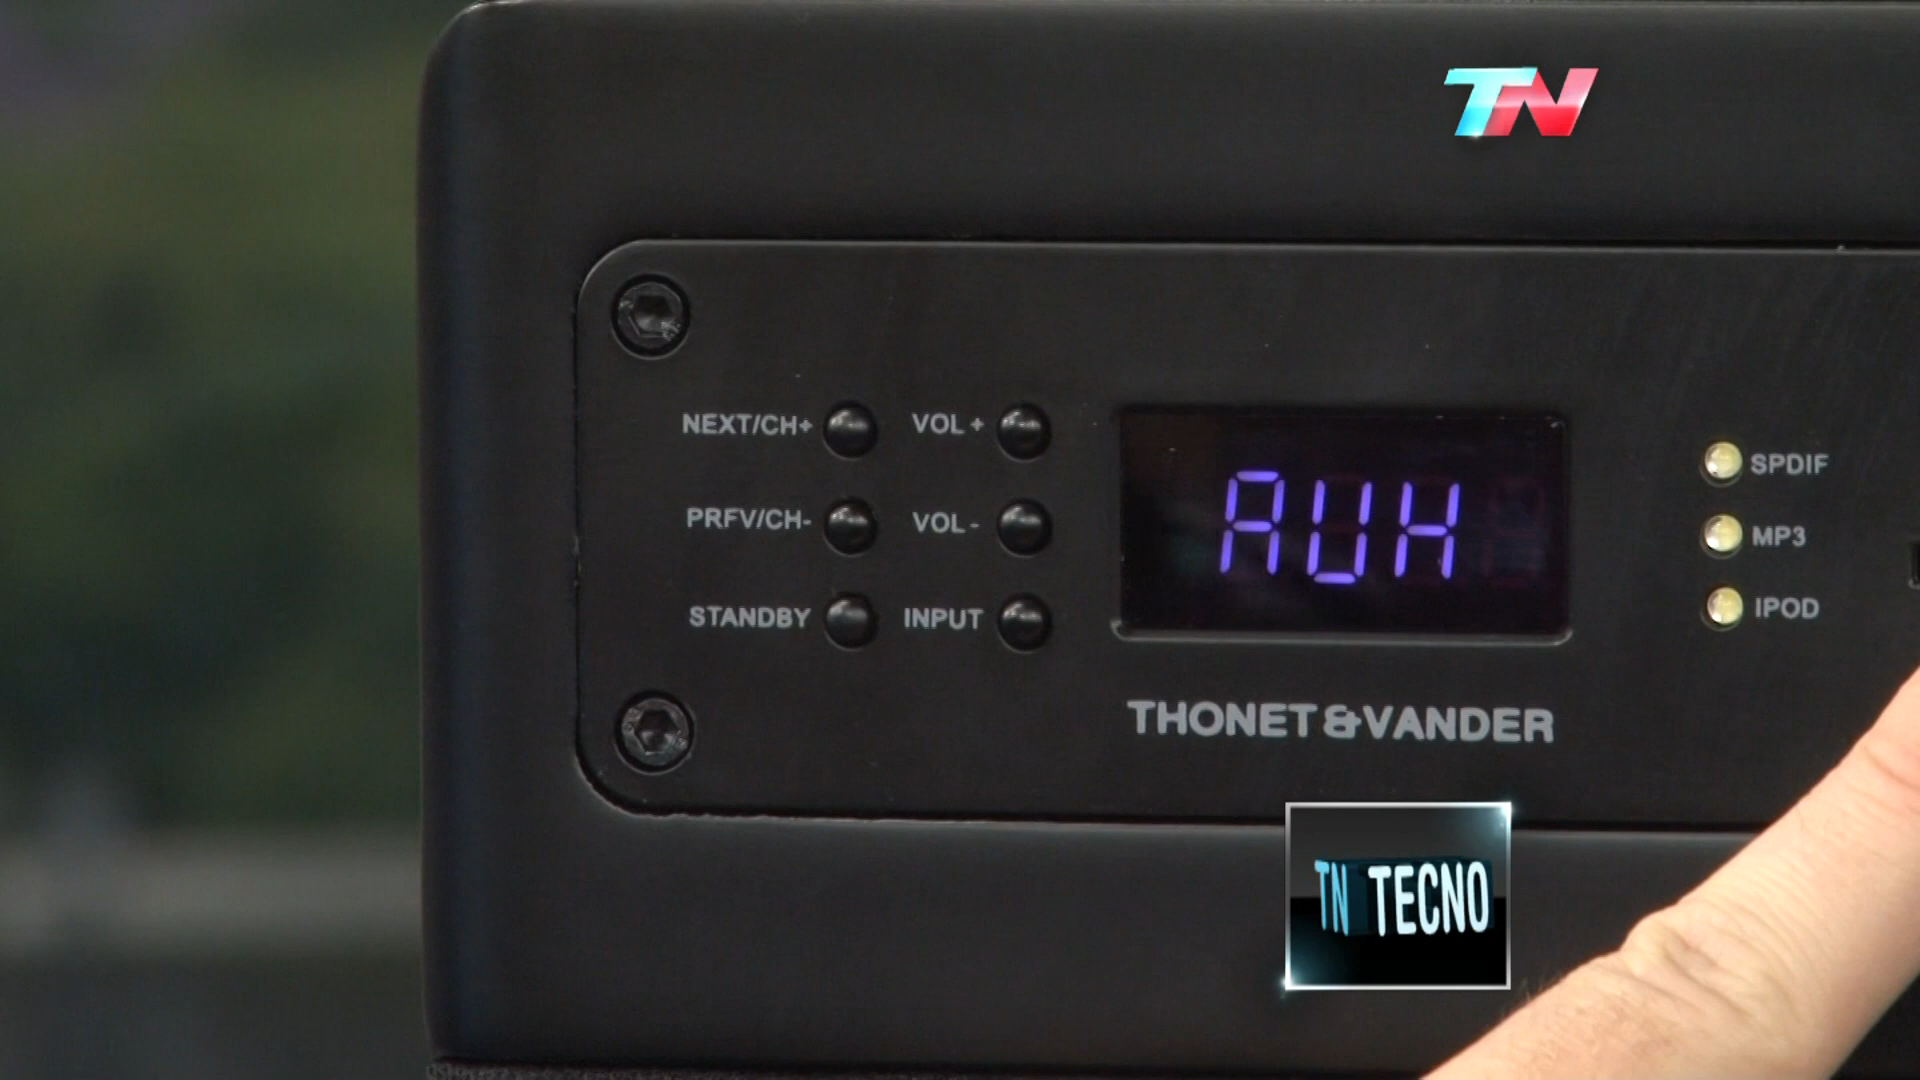 TN
NEXT/CH+ VOL +
PRFV/CH- VOL -
STANDBY INPUT
AUH
SPDIF
MP3
IPOD
THONET&VANDER
TN TECNO